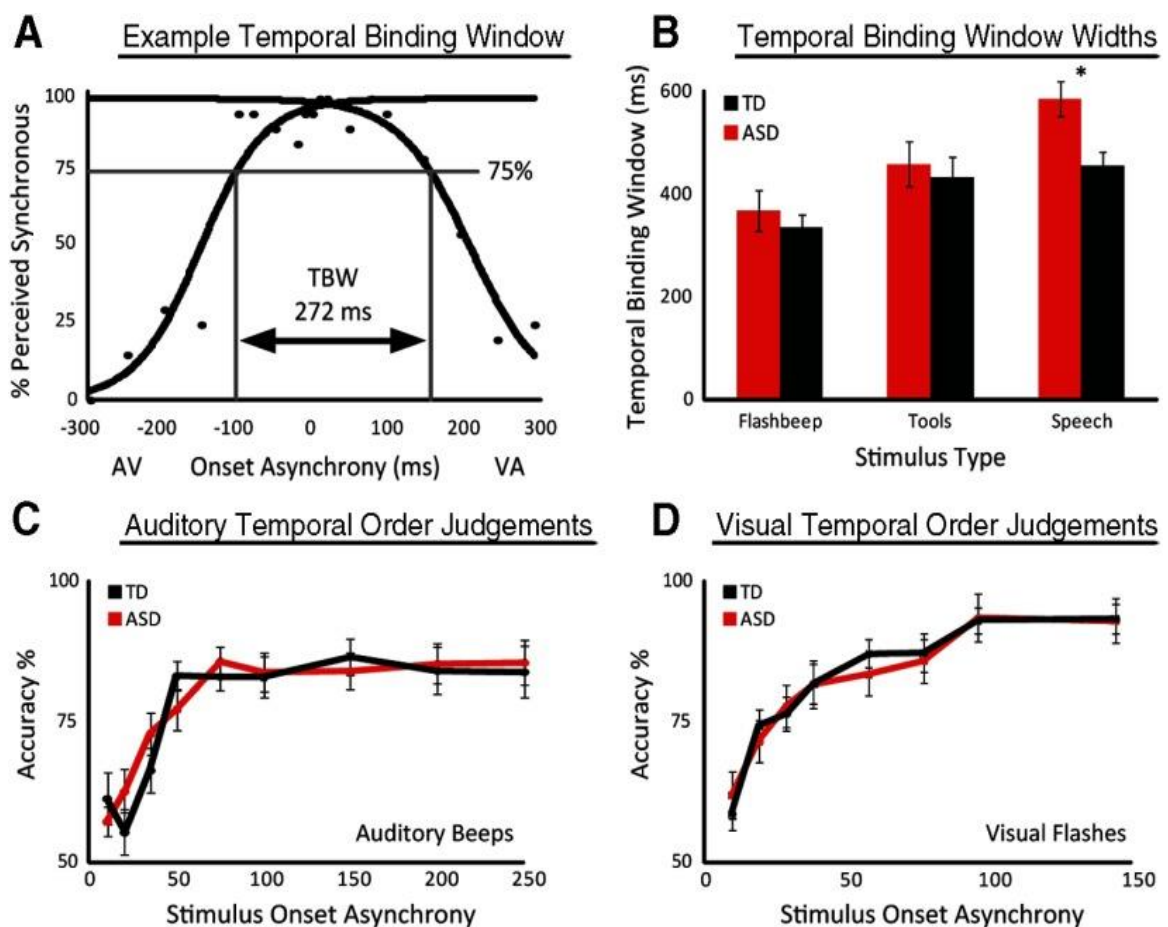 A Example Temporal Binding Window
% Perceived Synchronous
100
75
50
25
0
75%
TBW
272 ms
-300 -200 -100 0 100 200 300
AV Onset Asynchrony (ms) VA
B Temporal Binding Window Widths
Temporal Binding Window (ms)
600
400
200
0
TD
ASD
*
Flashbeep Tools Speech
Stimulus Type
C Auditory Temporal Order Judgements
Accuracy %
100
75
50
TD
ASD
Auditory Beeps
0 50 100 150 200 250
Stimulus Onset Asynchrony
D Visual Temporal Order Judgements
Accuracy %
100
75
50
TD
ASD
Visual Flashes
0 50 100 150
Stimulus Onset Asynchrony